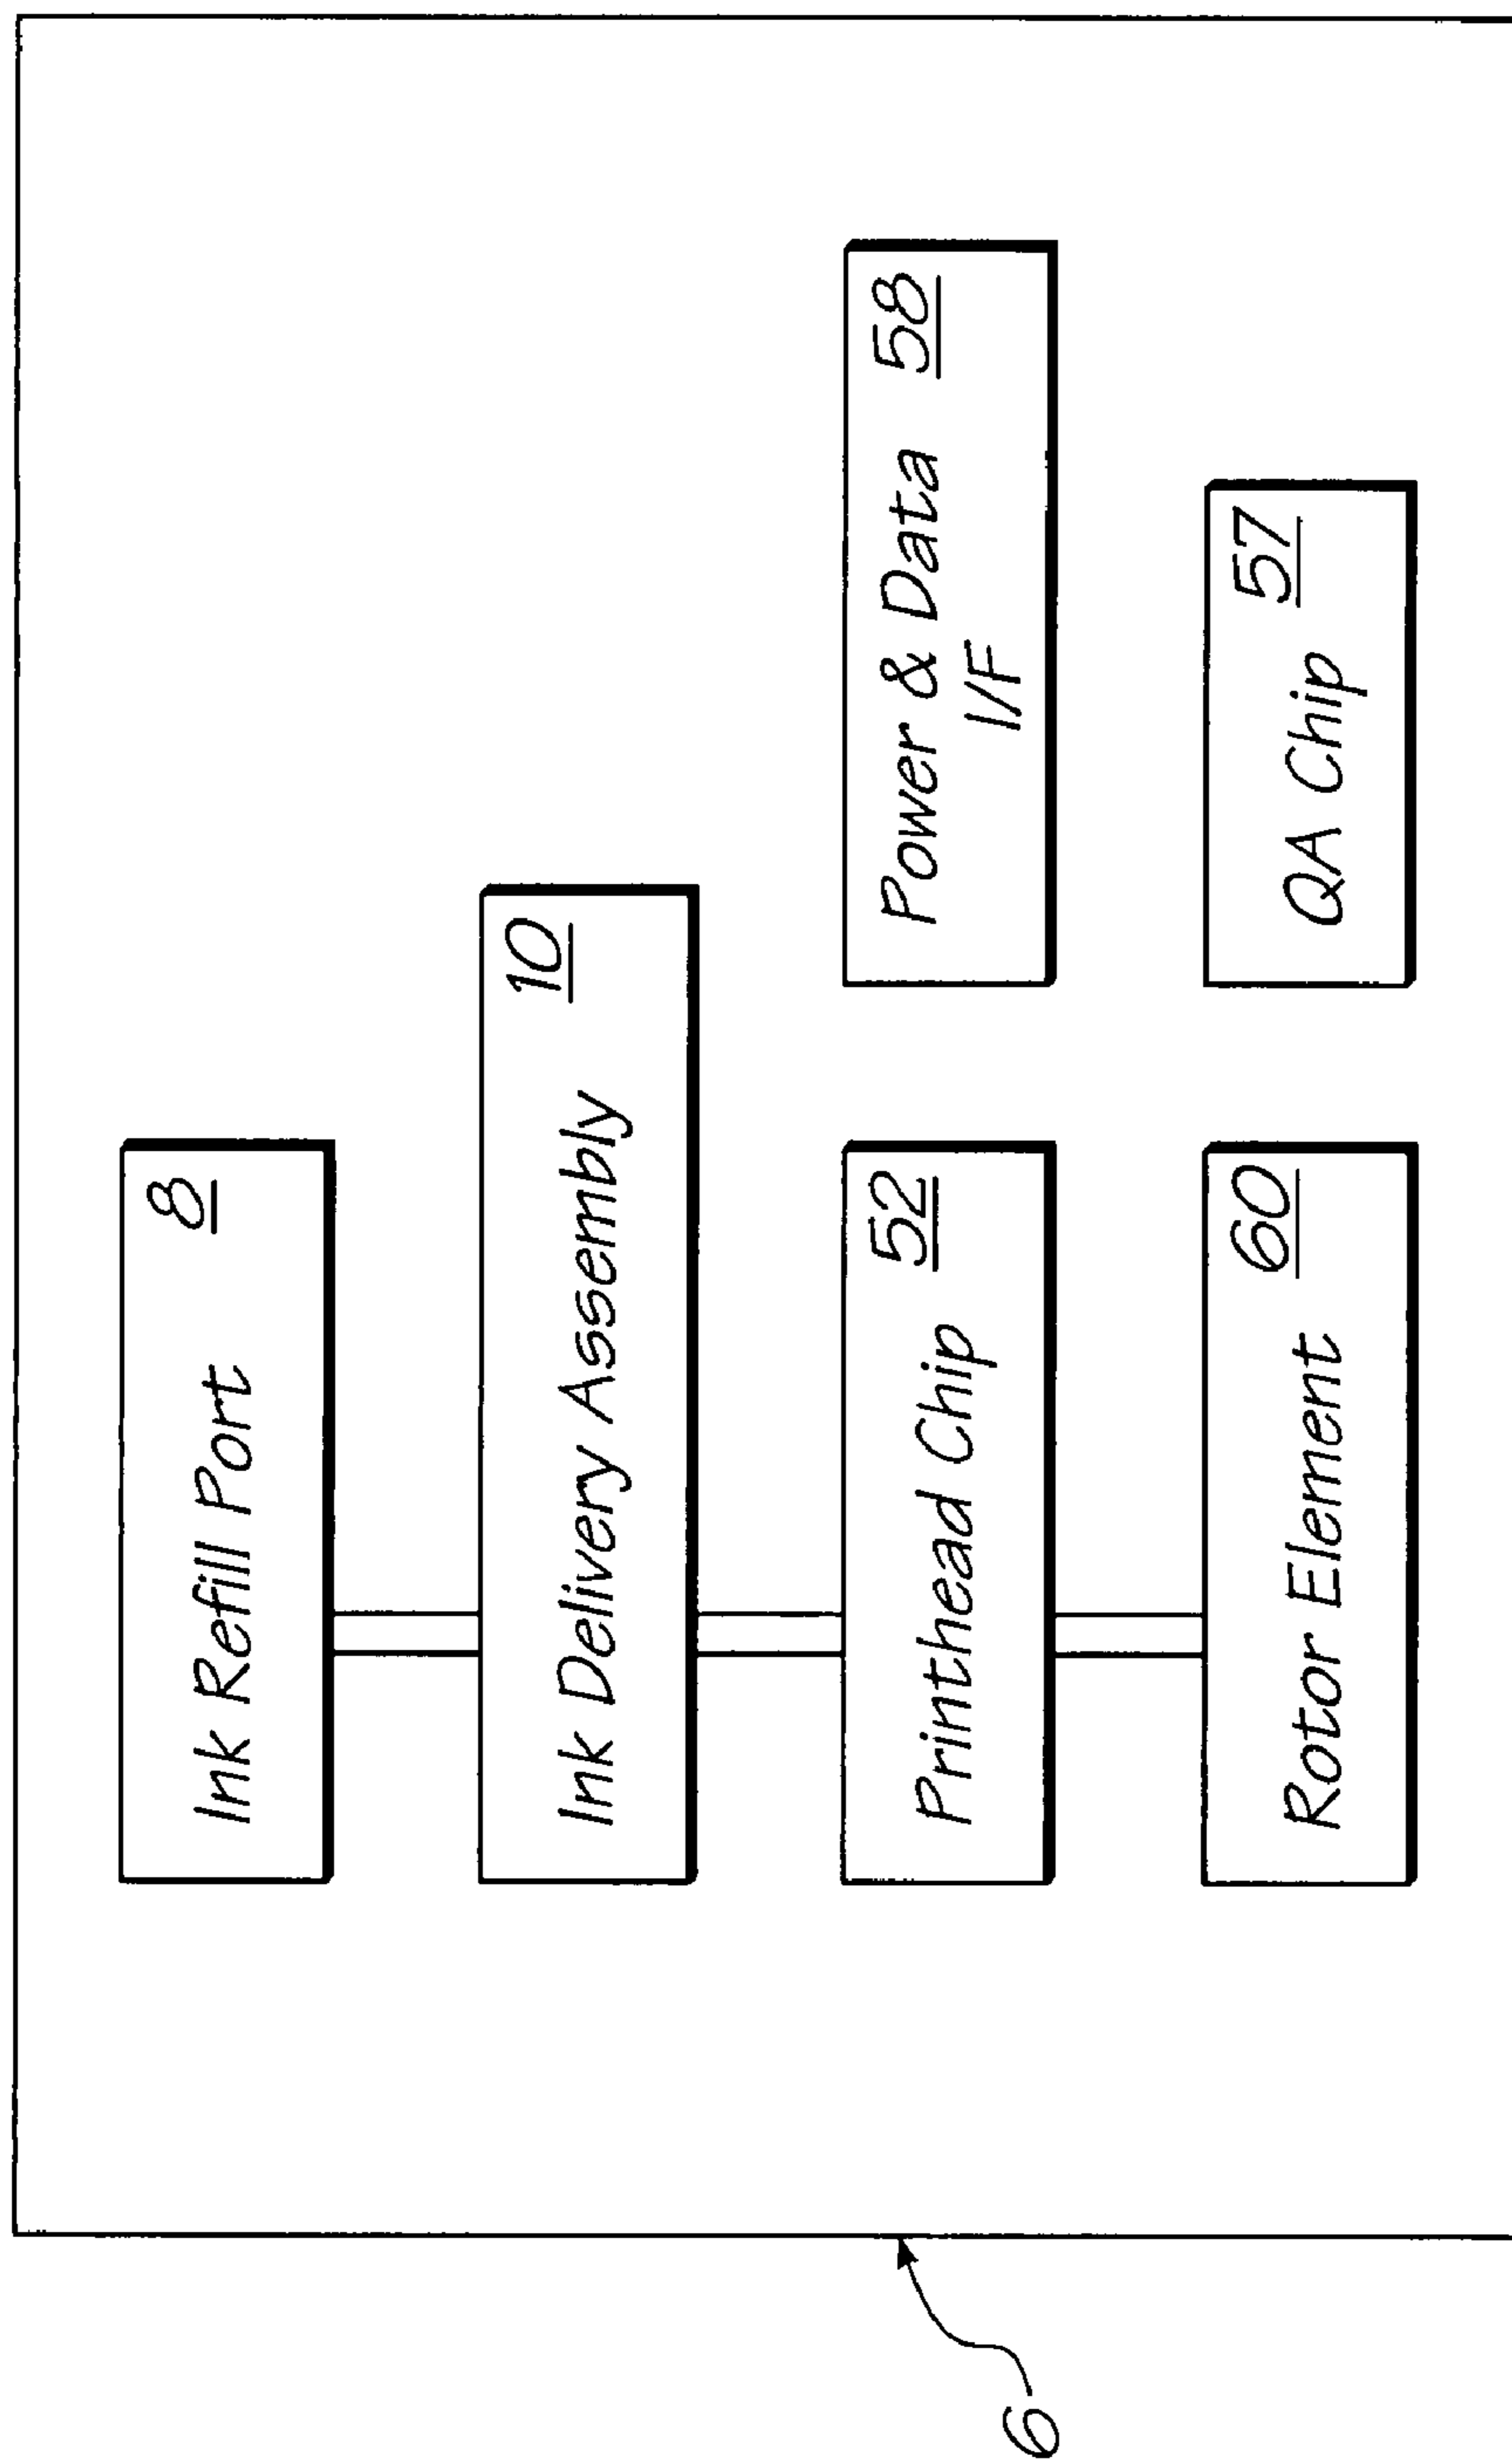 Ink Refill Port 8
Ink Delivery Assembly 10
Printhead Chip 52
Power & Data 58
I/F
Rotor Element 60
QA Chip 57
6